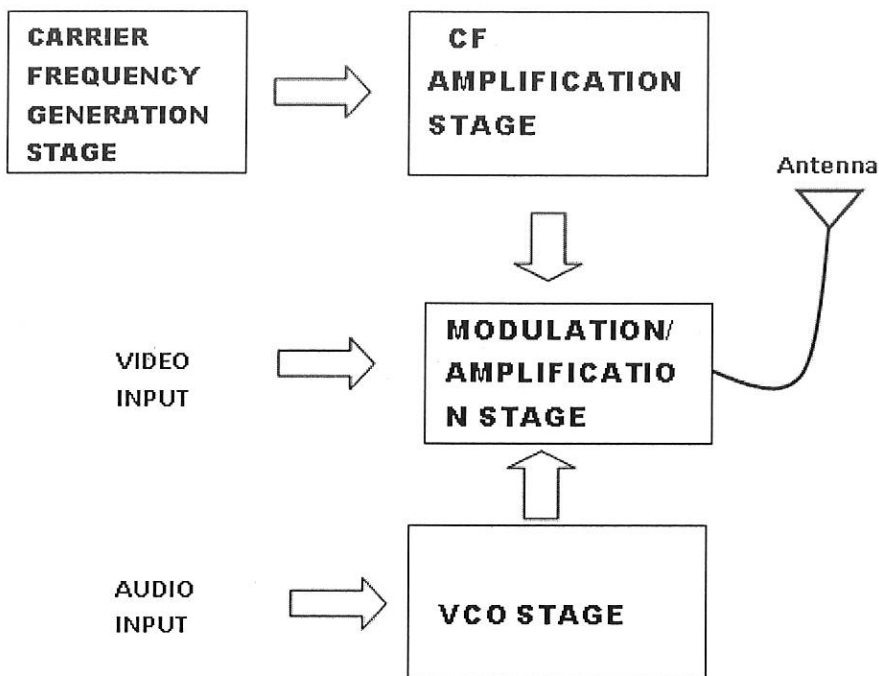 CARRIER
FREQUENCY
GENERATION
STAGE
CF
AMPLIFICATION
STAGE
Antenna
VIDEO
INPUT
MODULATION/
AMPLIFICATIO
N STAGE
AUDIO
INPUT
VCO STAGE